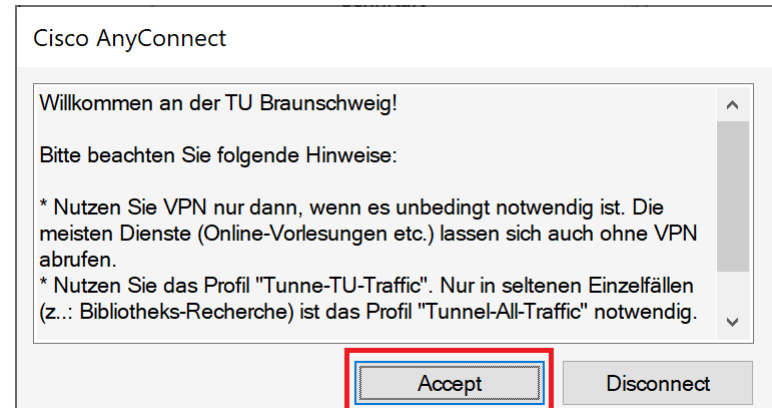 Cisco AnyConnect
Willkommen an der TU Braunschweig!
Bitte beachten Sie folgende Hinweise:
* Nutzen Sie VPN nur dann, wenn es unbedingt notwendig ist. Die
meisten Dienste (Online-Vorlesungen etc.) lassen sich auch ohne VPN
abrufen.
* Nutzen Sie das Profil "Tunne-TU-Traffic". Nur in seltenen Einzelfällen
(z..: Bibliotheks-Recherche) ist das Profil "Tunnel-All-Traffic" notwendig.
Accept
Disconnect